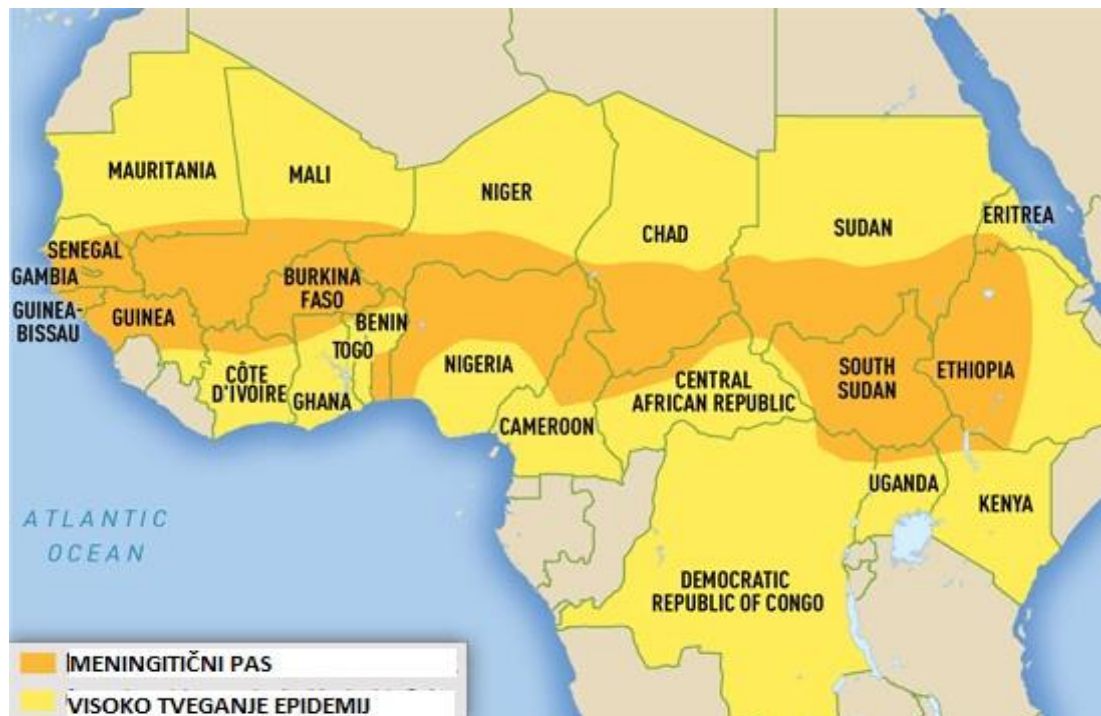 MAURITANIA
MALI
NIGER
CHAD
SUDAN
ERITREA
SENEGAL
GAMBIA
GUINEA-
BISSAU
GUINEA
BURKINA
FASO
BENIN
TOGO
CÔTE
D'IVOIRE
GHANA
NIGERIA
CAMEROON
CENTRAL
AFRICAN REPUBLIC
SOUTH
SUDAN
ETHIOPIA
UGANDA
KENYA
DEMOCRATIC
REPUBLIC OF CONGO
ATLANTIC
OCEAN
MENINGITIČNI PAS
VISOKO TVEGANJE EPIDEMIJ